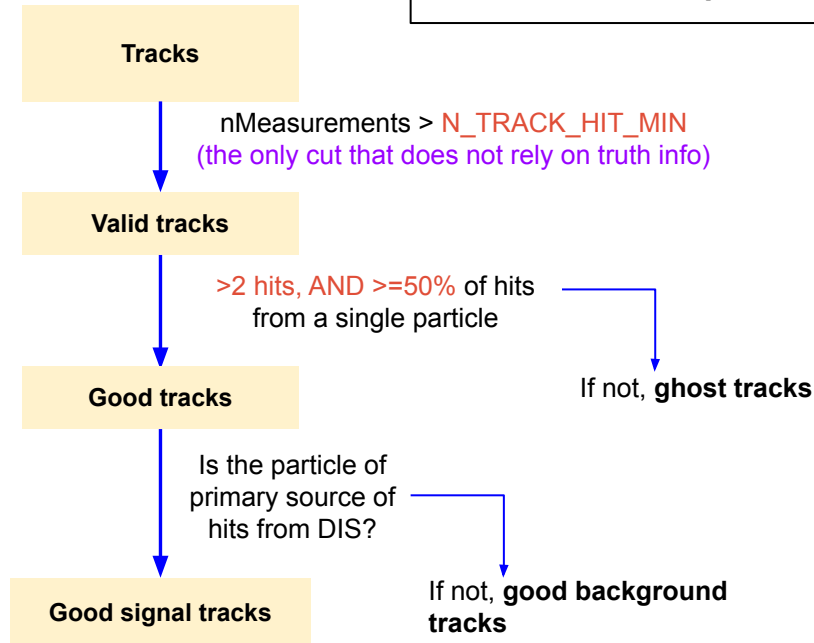 Tracks
nMeasurements > N_TRACK_HIT_MIN
(the only cut that does not rely on truth info)
Valid tracks
>2 hits, AND >=50% of hits
from a single particle
If not, ghost tracks
Good tracks
Is the particle of
primary source of
hits from DIS?
If not, good background
tracks
Good signal tracks